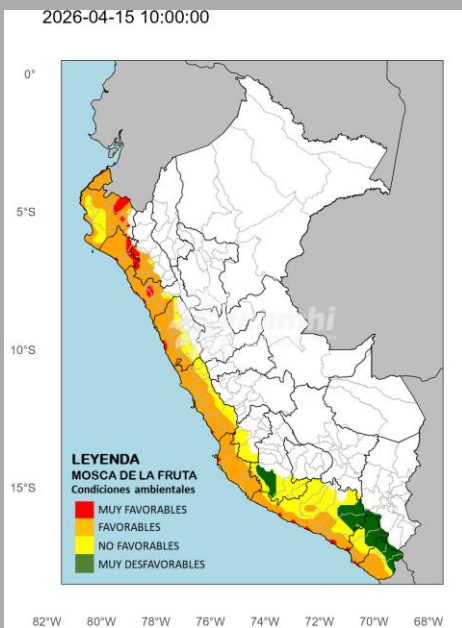 2026-04-15 10:00:00
0°
5°S
10°S
15°S
LEYENDA
MOSCA DE LA FRUTA
Condiciones ambientales
MUY FAVORABLES
FAVORABLES
NO FAVORABLES
MUY DESFAVORABLES
82°W 80°W 78°W 76°W 74°W 72°W 70°W 68°W